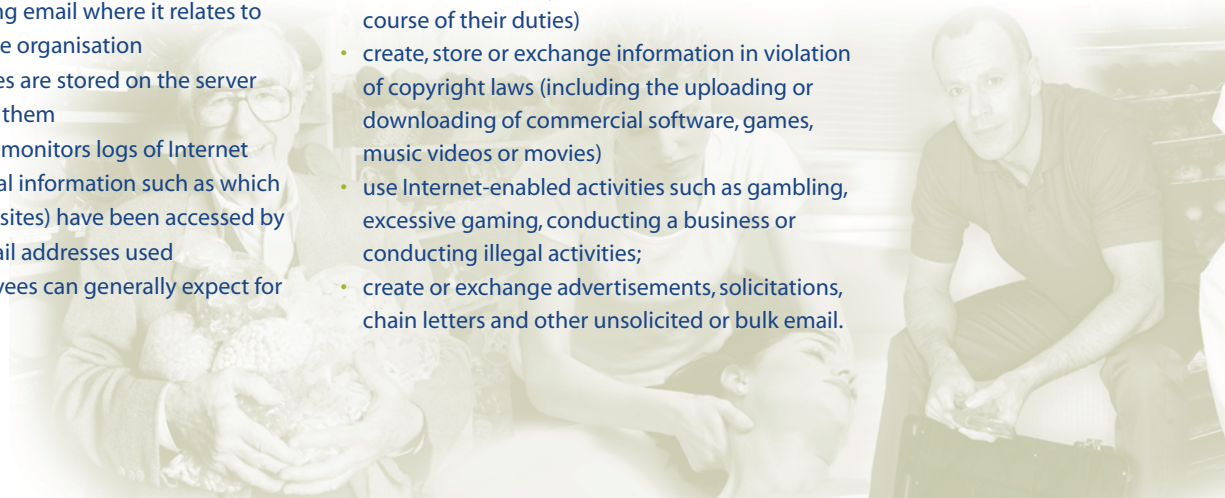 ng email where it relates to
e organisation
es are stored on the server
them
monitors logs of Internet
al information such as which
sites) have been accessed by
ail addresses used
yees can generally expect for
course of their duties)
• create, store or exchange information in violation
of copyright laws (including the uploading or
downloading of commercial software, games,
music videos or movies)
• use Internet-enabled activities such as gambling,
excessive gaming, conducting a business or
conducting illegal activities;
• create or exchange advertisements, solicitations,
chain letters and other unsolicited or bulk email.